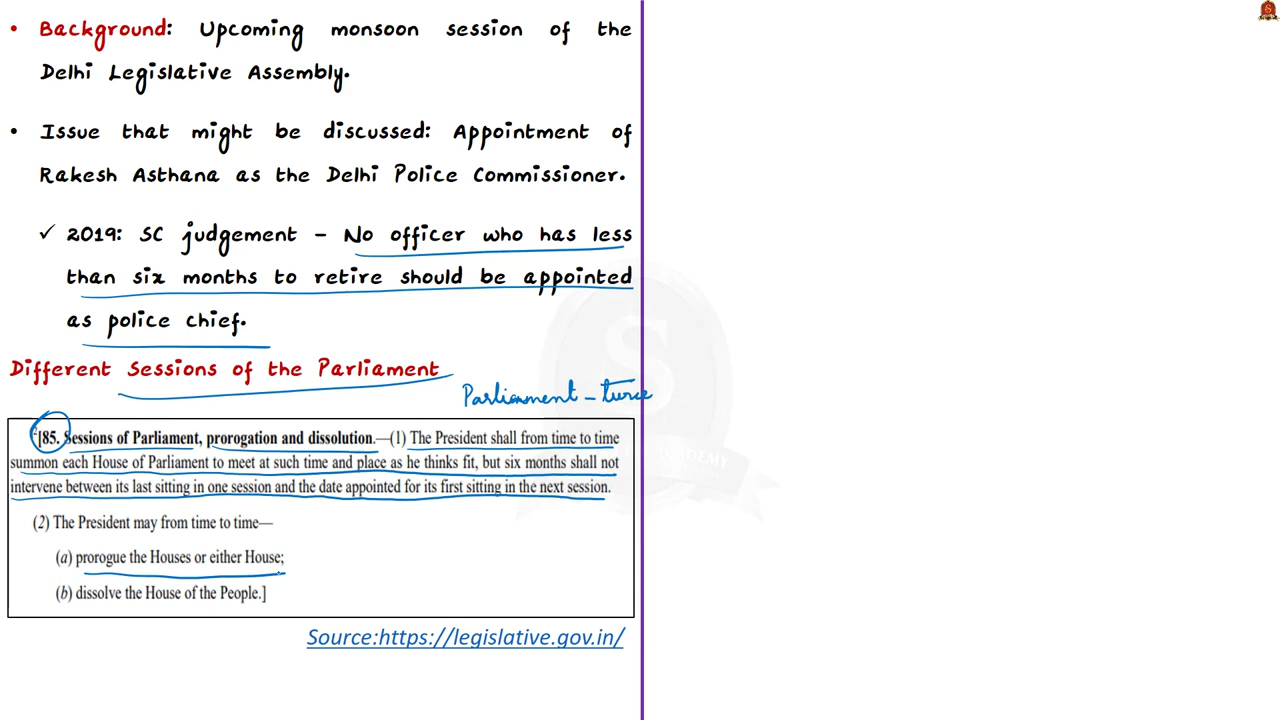 • Background: Upcoming monsoon session of the
Delhi Legislative Assembly.
• Issue that might be discussed: Appointment of
Rakesh Asthana as the Delhi Police Commissioner.
✓ 2019: SC judgement – No officer who has less
than six months to retire should be appointed
as police chief.
Different Sessions of the Parliament
Parliament – twice
²[85. Sessions of Parliament, prorogation and dissolution.—(1) The President shall from time to time
summon each House of Parliament to meet at such time and place as he thinks fit, but six months shall not
intervene between its last sitting in one session and the date appointed for its first sitting in the next session.
(2) The President may from time to time—
(a) prorogue the Houses or either House;
(b) dissolve the House of the People.]
Source:https://legislative.gov.in/